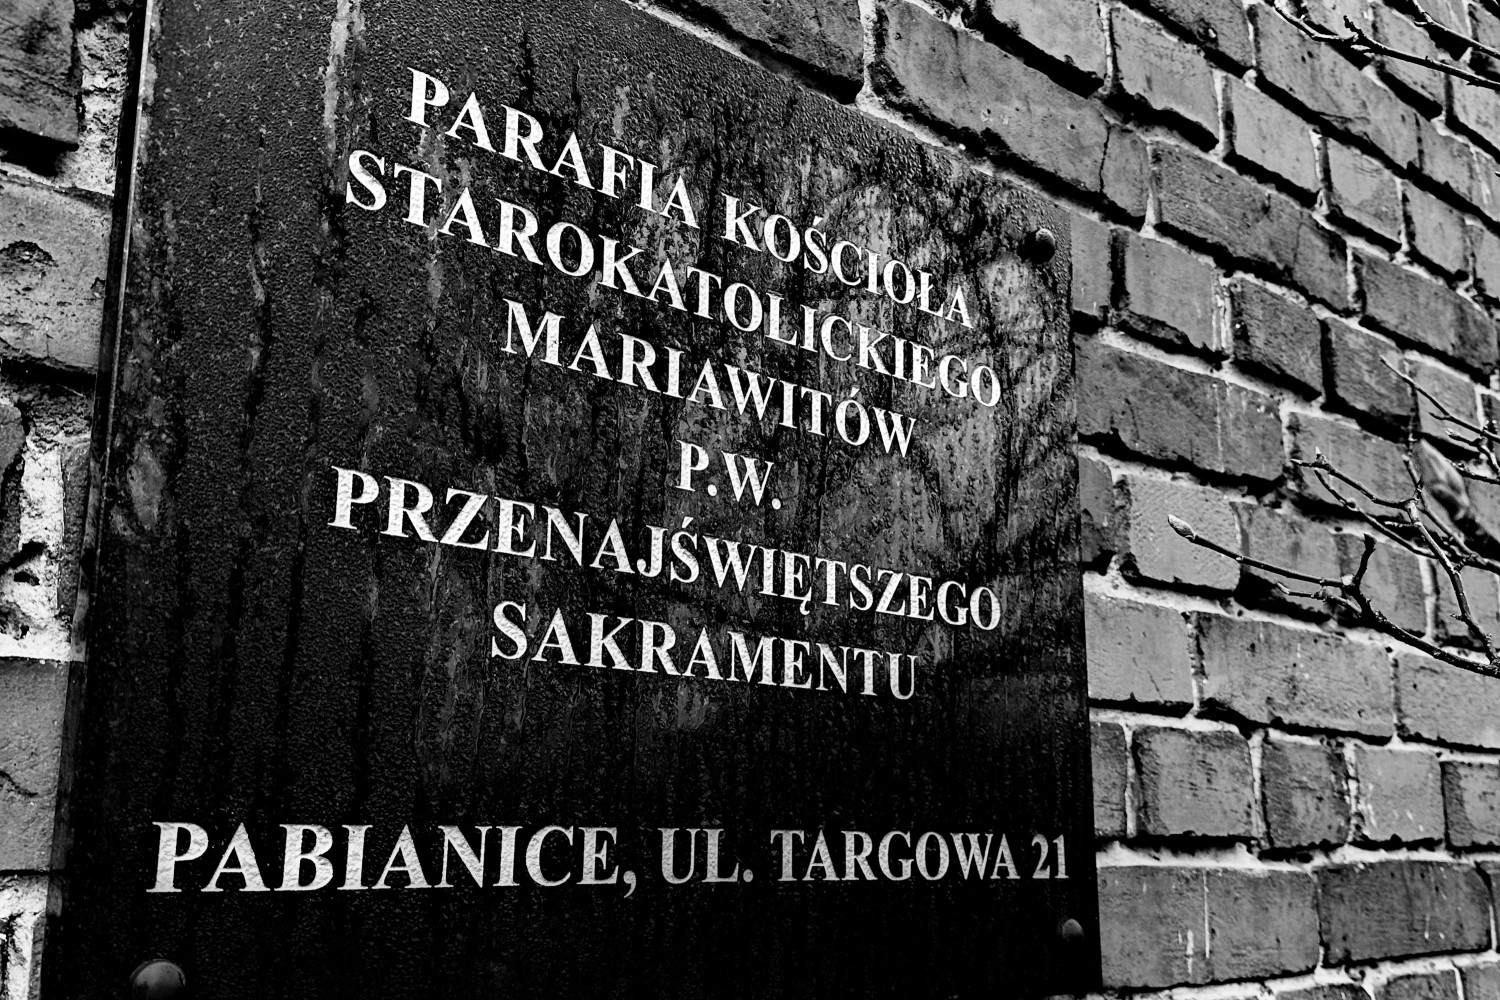 PARAFIA KOŚCIOŁA
STAROKATOLICKIEGO
MARIAWITÓW
P.W.
PRZENAJŚWIĘTSZEGO
SAKRAMENTU
PABIANICE, UL. TARGOWA 21